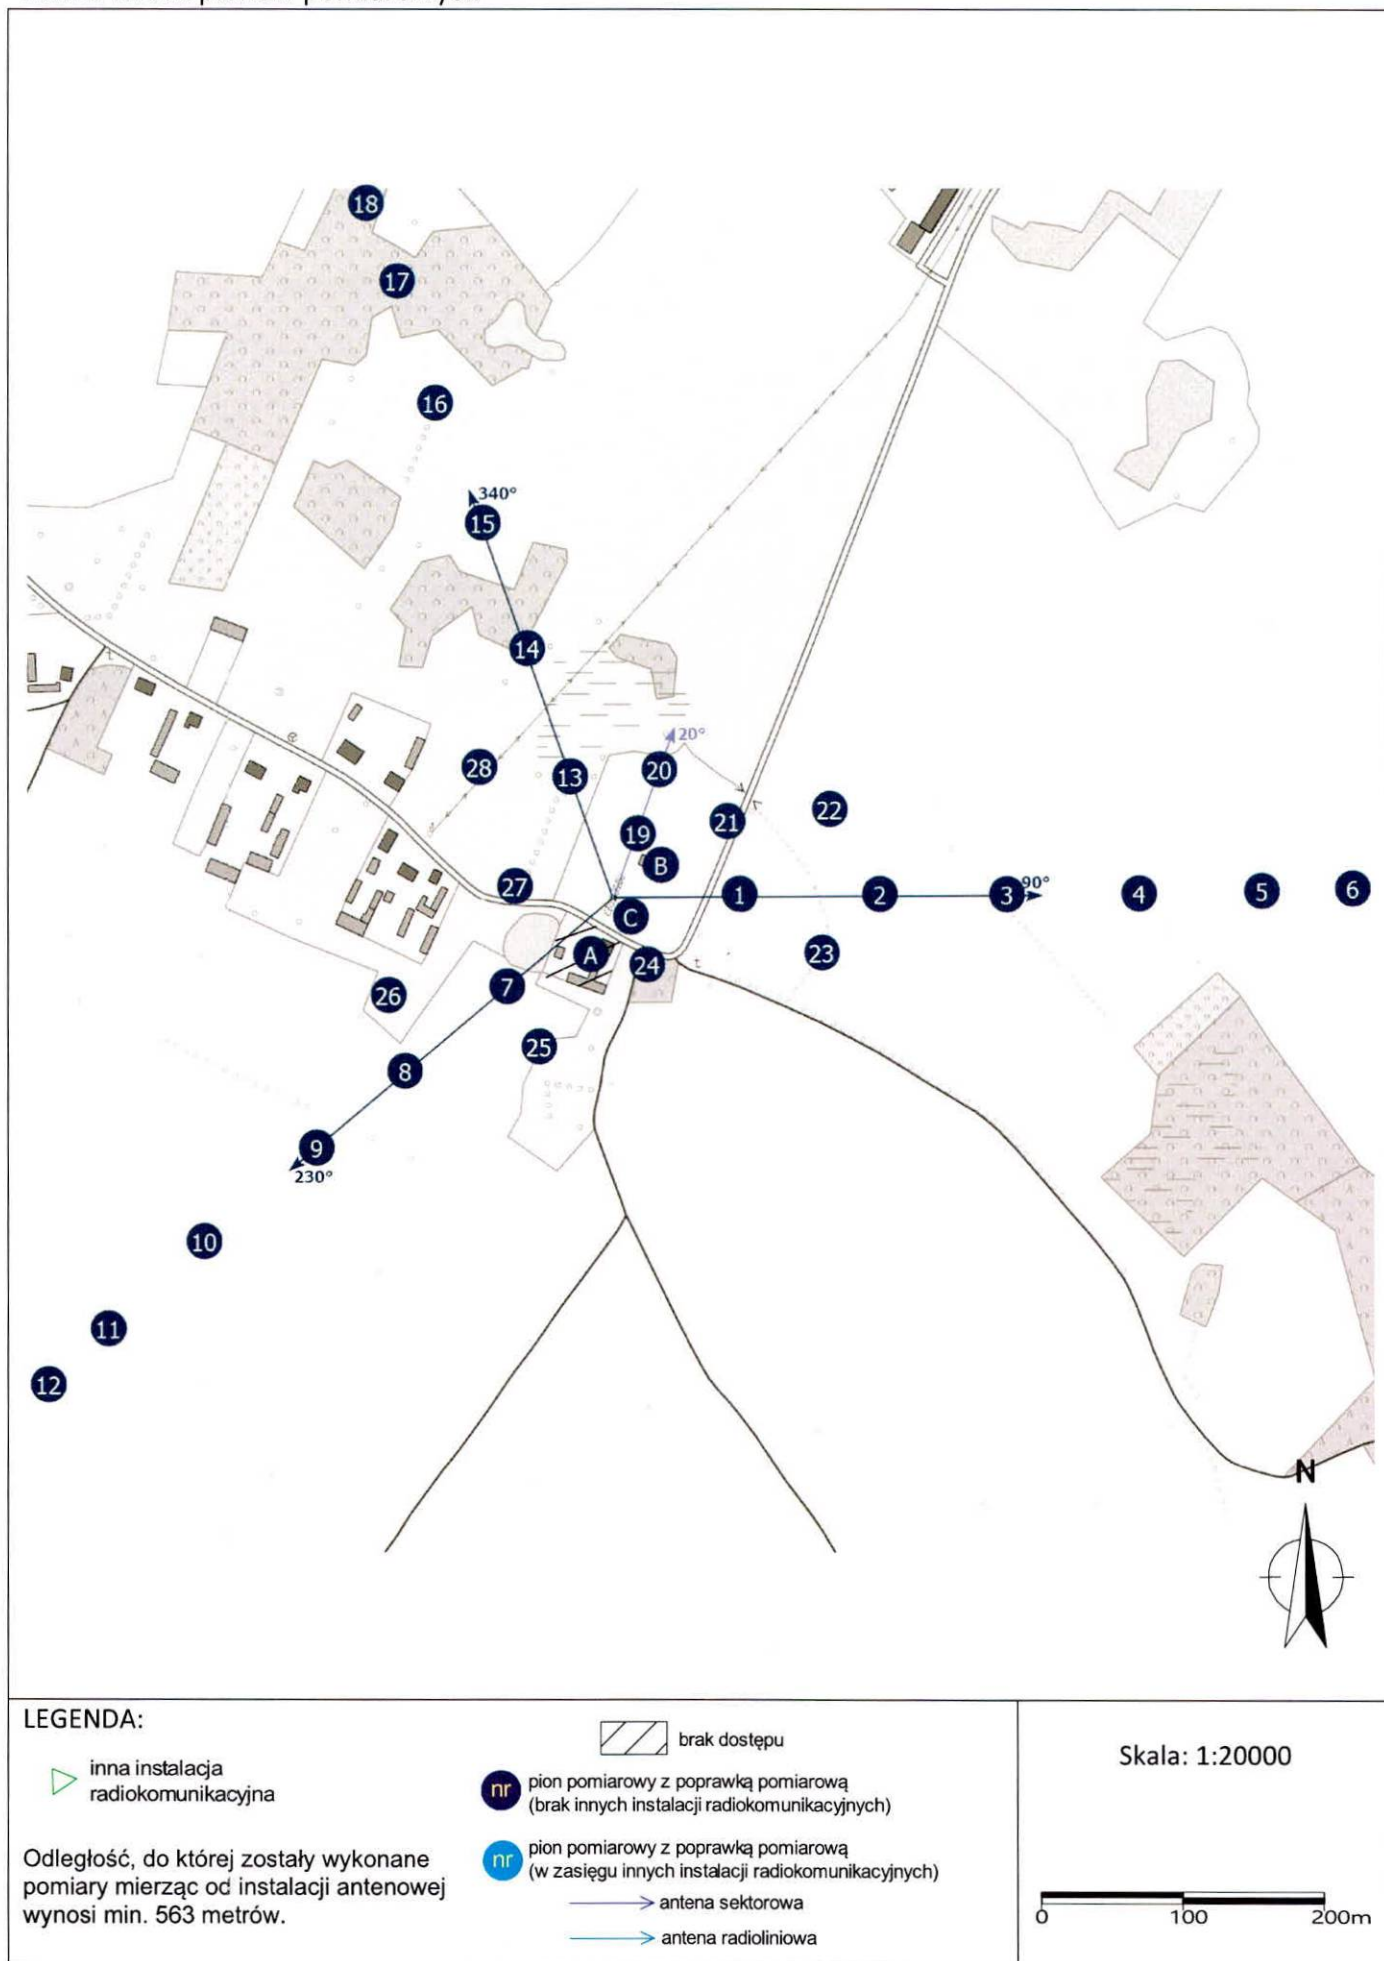 18
17
16
340°
15
14
20°
28
13
20
22
21
19
B
27
1
2
3
90°
4
5
6
C
A
24
t
23
7
26
25
8
9
230°
10
11
12
N
LEGENDA:
inna instalacja
radiokomunikacyjna
Odległość, do której zostały wykonane
pomiary mierząc od instalacji antenowej
wynosi min. 563 metrów.
brak dostępu
nr
pion pomiarowy z poprawką pomiarową
(brak innych instalacji radiokomunikacyjnych)
nr
pion pomiarowy z poprawką pomiarową
(w zasięgu innych instalacji radiokomunikacyjnych)
antena sektorowa
antena radioliniowa
Skala: 1:20000
0 100 200m